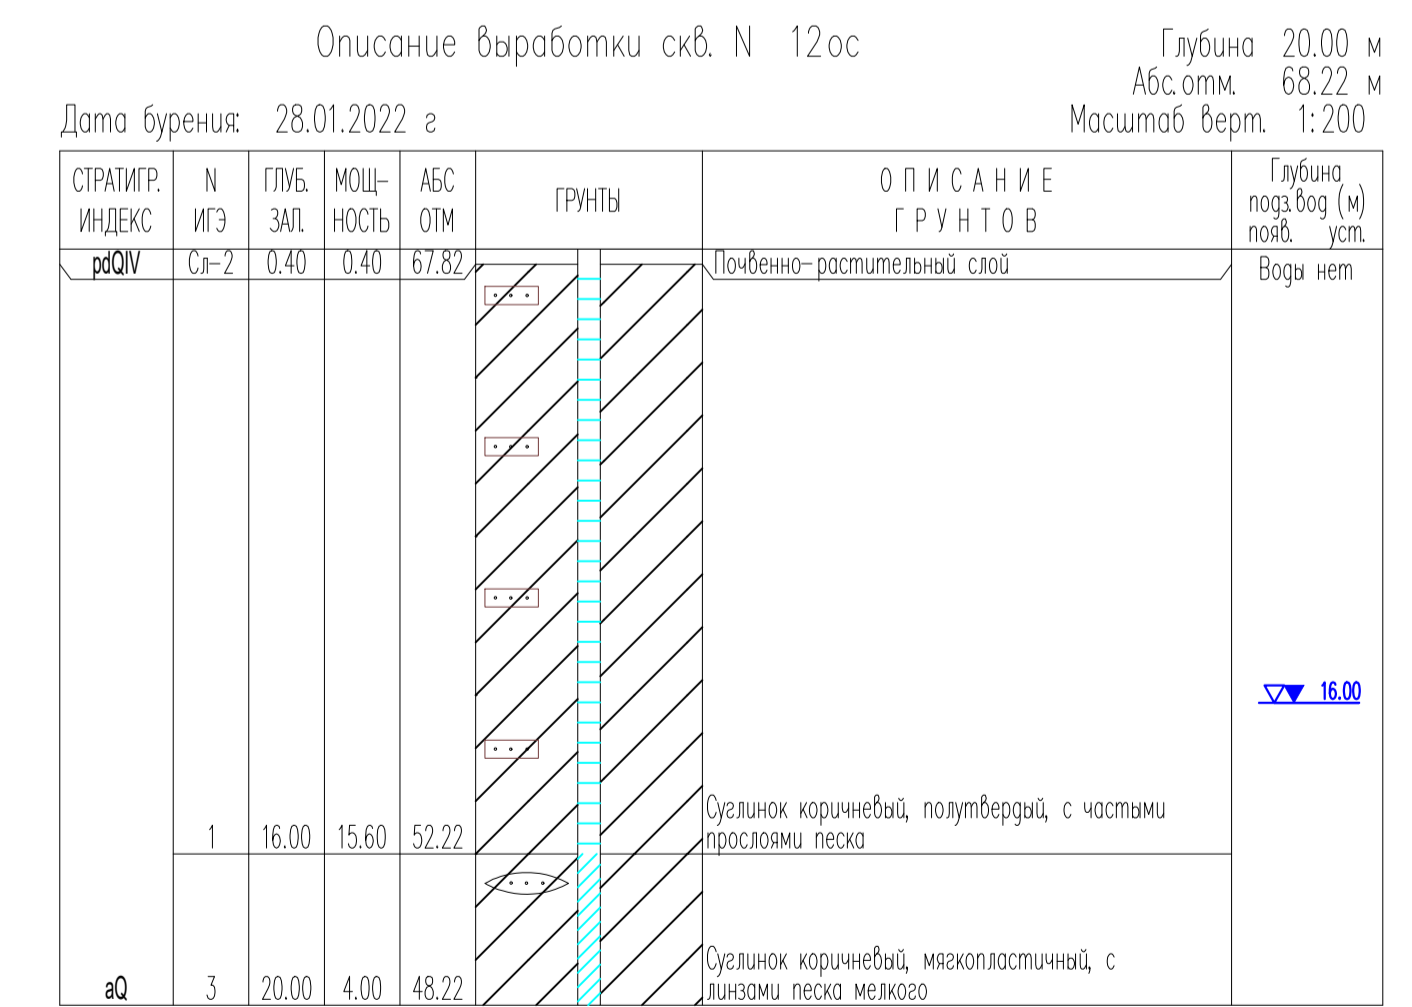 Описание выработки скв. N 12ос
Глубина 20.00 м
Абс.отм. 68.22 м
Дата бурения: 28.01.2022 г
Масштаб верт. 1:200
СТРАТИГР. ИНДЕКС
N ИГЭ
ГЛУБ. ЗАЛ.
МОЩ-
НОСТЬ
АБС ОТМ
ГРУНТЫ
ОПИСАНИЕ
ГРУНТОВ
Глубина
подз.вод (м)
появ. уст.
pdQIV Сл-2 0.40 0.40 67.82 Почвенно-растительный слой Воды нет
16.00
Суглинок коричневый, полутвердый, с частыми
1 16.00 15.60 52.22 прослоями песка
Суглинок коричневый, мягкопластичный, с
aQ 3 20.00 4.00 48.22 линзами песка мелкого